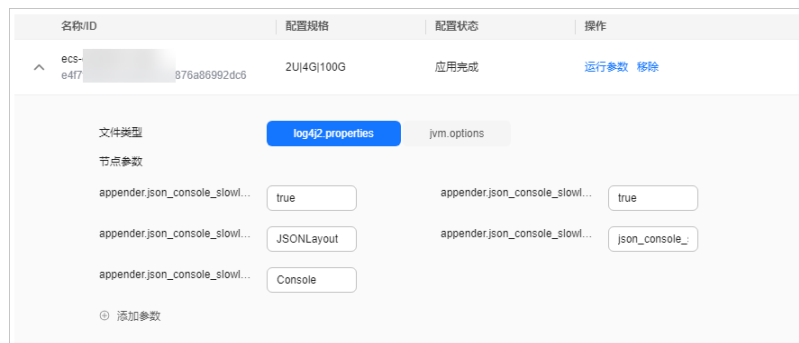 名称/ID 配置规格 配置状态 操作
ecs-
e4f7 876a86992dc6 2U|4G|100G 应用完成 运行参数 移除
文件类型 log4j2.properties jvm.options
节点参数
appender.json_console_slowl... true appender.json_console_slowl... true
appender.json_console_slowl... JSONLayout appender.json_console_slowl... json_console_s
appender.json_console_slowl... Console
添加参数